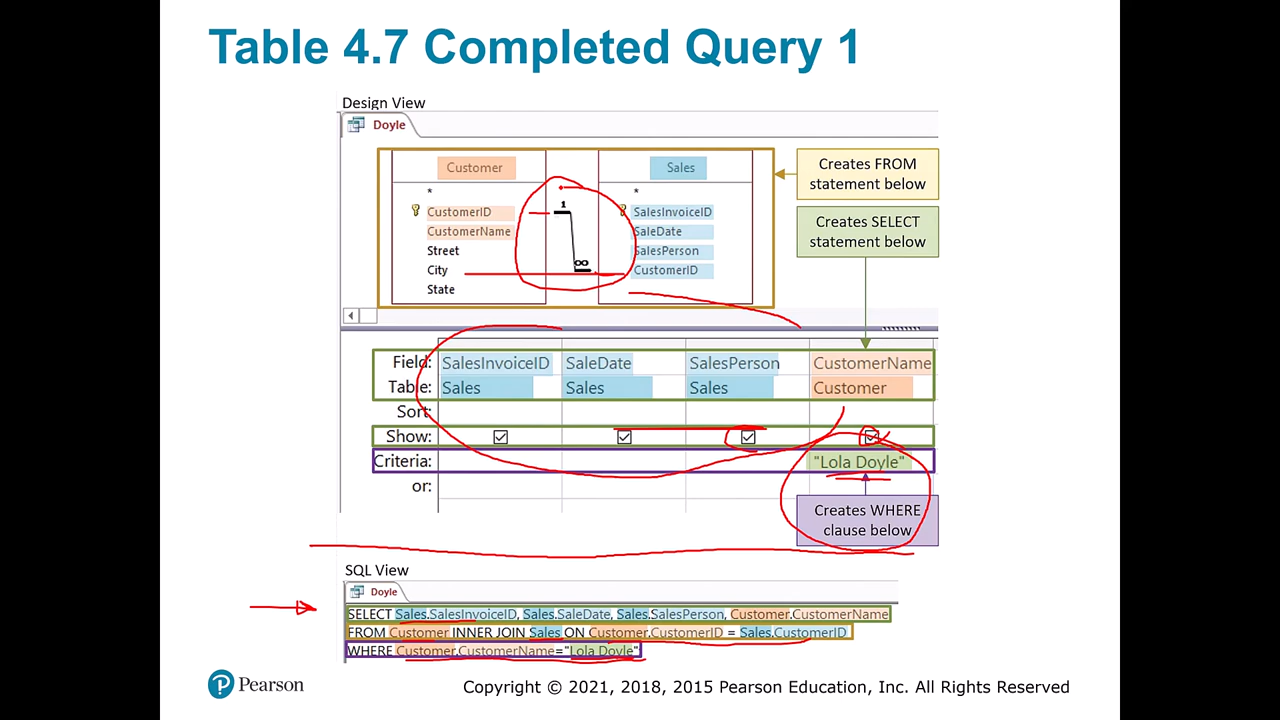 Table 4.7 Completed Query 1
Design View
Doyle
Customer
*
CustomerID
CustomerName
Street
City
State
1
∞
Sales
*
SalesInvoiceID
SaleDate
SalesPerson
CustomerID
Creates FROM
statement below
Creates SELECT
statement below
Field: SalesInvoiceID SaleDate SalesPerson CustomerName
Table: Sales Sales Sales Customer
Sort:
Show:
Criteria: "Lola Doyle"
or:
Creates WHERE
clause below
SQL View
Doyle
SELECT Sales.SalesInvoiceID, Sales.SaleDate, Sales.SalesPerson, Customer.CustomerName
FROM Customer INNER JOIN Sales ON Customer.CustomerID = Sales.CustomerID
WHERE Customer.CustomerName="Lola Doyle"
Pearson
Copyright © 2021, 2018, 2015 Pearson Education, Inc. All Rights Reserved